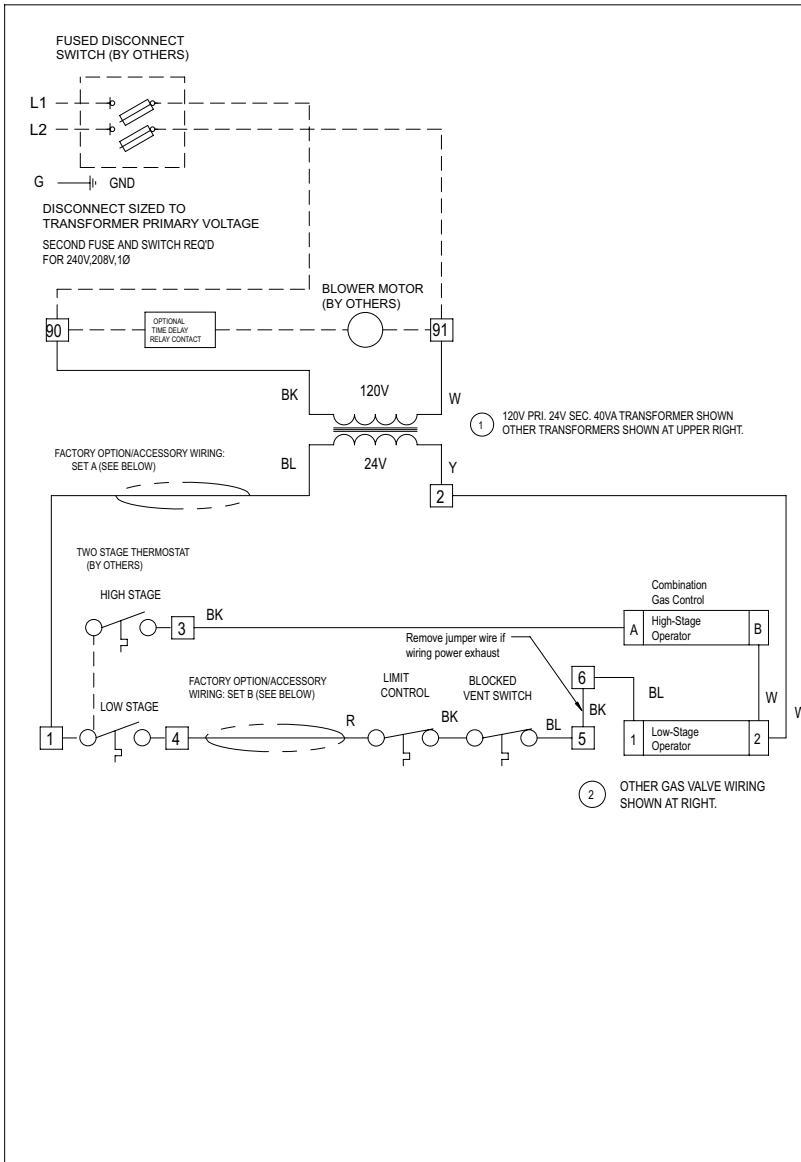 FUSED DISCONNECT
SWITCH (BY OTHERS)
L1
L2
G
GND
DISCONNECT SIZED TO
TRANSFORMER PRIMARY VOLTAGE
SECOND FUSE AND SWITCH REQ'D
FOR 240V,208V,1Ø
BLOWER MOTOR
(BY OTHERS)
90
OPTIONAL
TIME DELAY
RELAY CONTACT
91
BK
120V
W
1
120V PRI. 24V SEC. 40VA TRANSFORMER SHOWN
OTHER TRANSFORMERS SHOWN AT UPPER RIGHT.
FACTORY OPTION/ACCESSORY WIRING:
SET A (SEE BELOW)
BL
24V
Y
2
TWO STAGE THERMOSTAT
(BY OTHERS)
HIGH STAGE
3
BK
Combination
Gas Control
A
High-Stage
Operator
B
Remove jumper wire if
wiring power exhaust
FACTORY OPTION/ACCESSORY
WIRING: SET B (SEE BELOW)
LIMIT
CONTROL
BLOCKED
VENT SWITCH
6
BL
W
W
LOW STAGE
1
4
R
BK
BL
BK
5
1
Low-Stage
Operator
2
2
OTHER GAS VALVE WIRING
SHOWN AT RIGHT.